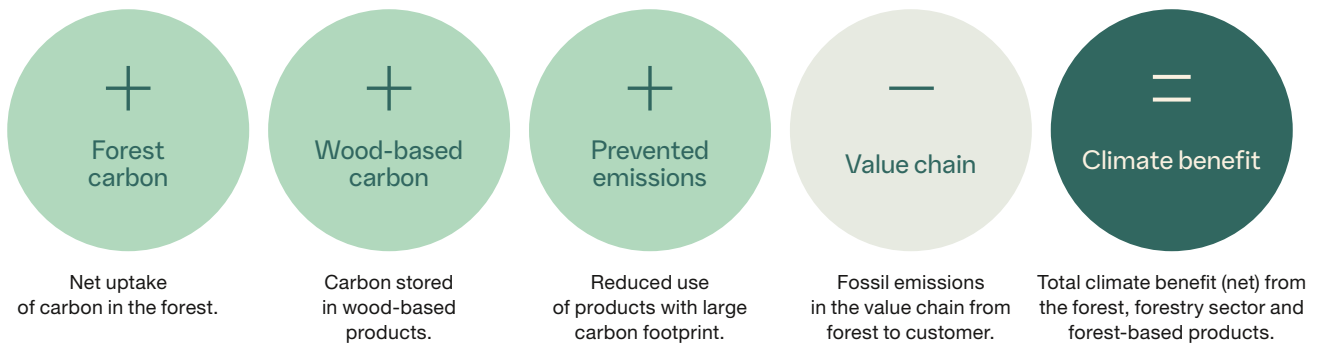 +
Forest
carbon
Net uptake
of carbon in the forest.
+
Wood-based
carbon
Carbon stored
in wood-based
products.
+
Prevented
emissions
Reduced use
of products with large
carbon footprint.
−
Value chain
Fossil emissions
in the value chain from
forest to customer.
=
Climate benefit
Total climate benefit (net) from
the forest, forestry sector and
forest-based products.